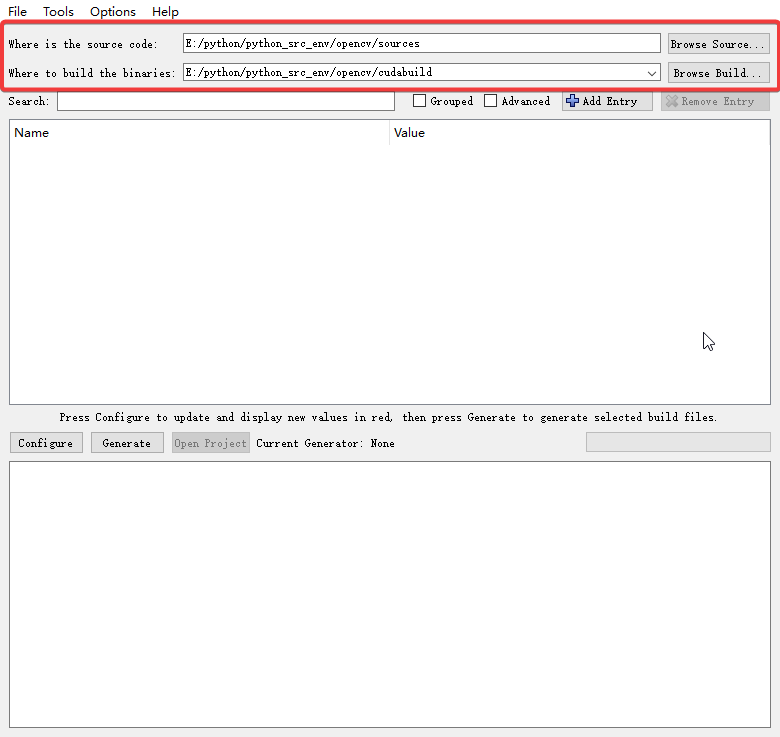 File Tools Options Help
Where is the source code: E:/python/python_src_env/opencv/sources Browse Source...
Where to build the binaries: E:/python/python_src_env/opencv/cudabuild Browse Build...
Search: Grouped Advanced Add Entry Remove Entry
Name Value
Press Configure to update and display new values in red, then press Generate to generate selected build files.
Configure Generate Open Project Current Generator: None